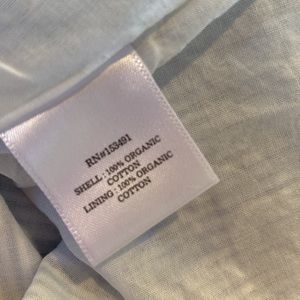 RN#153491
SHELL : 100% ORGANIC
COTTON
LINING : 100% ORGANIC
COTTON